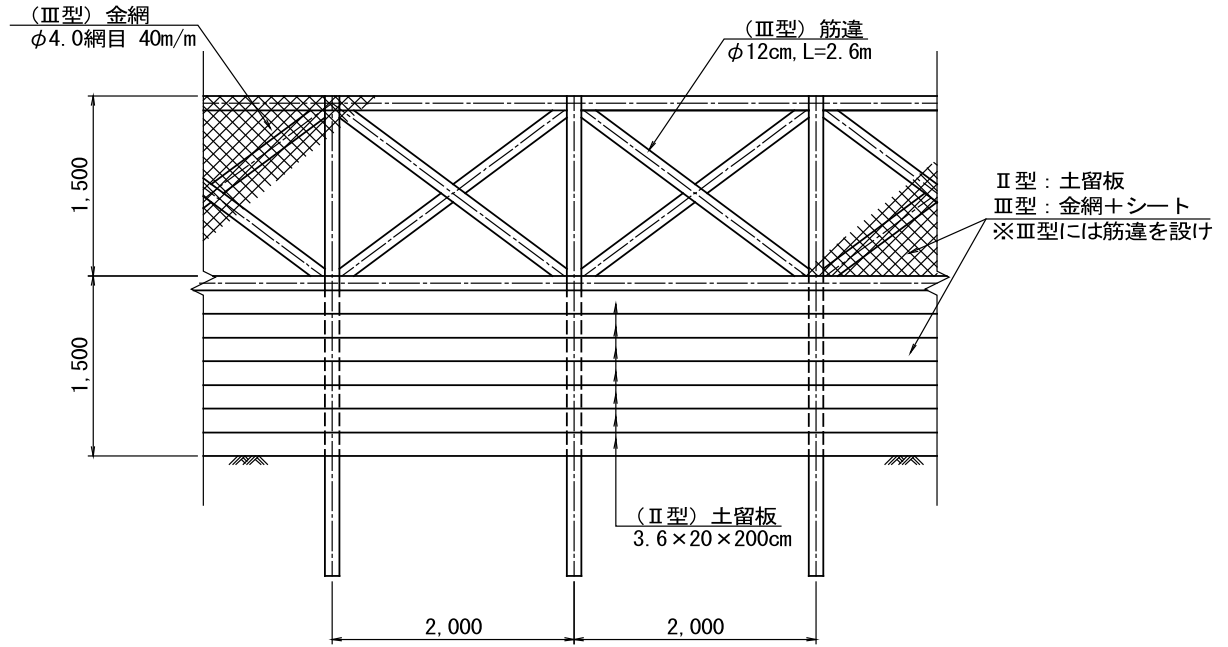 (Ⅲ型) 金網
φ4.0網目 40m/m
(Ⅲ型) 筋違
φ12cm, L=2.6m
1,500
Ⅱ型：土留板
Ⅲ型：金網＋シート
※Ⅲ型には筋違を設け
1,500
(Ⅱ型) 土留板
3.6×20×200cm
2,000
2,000